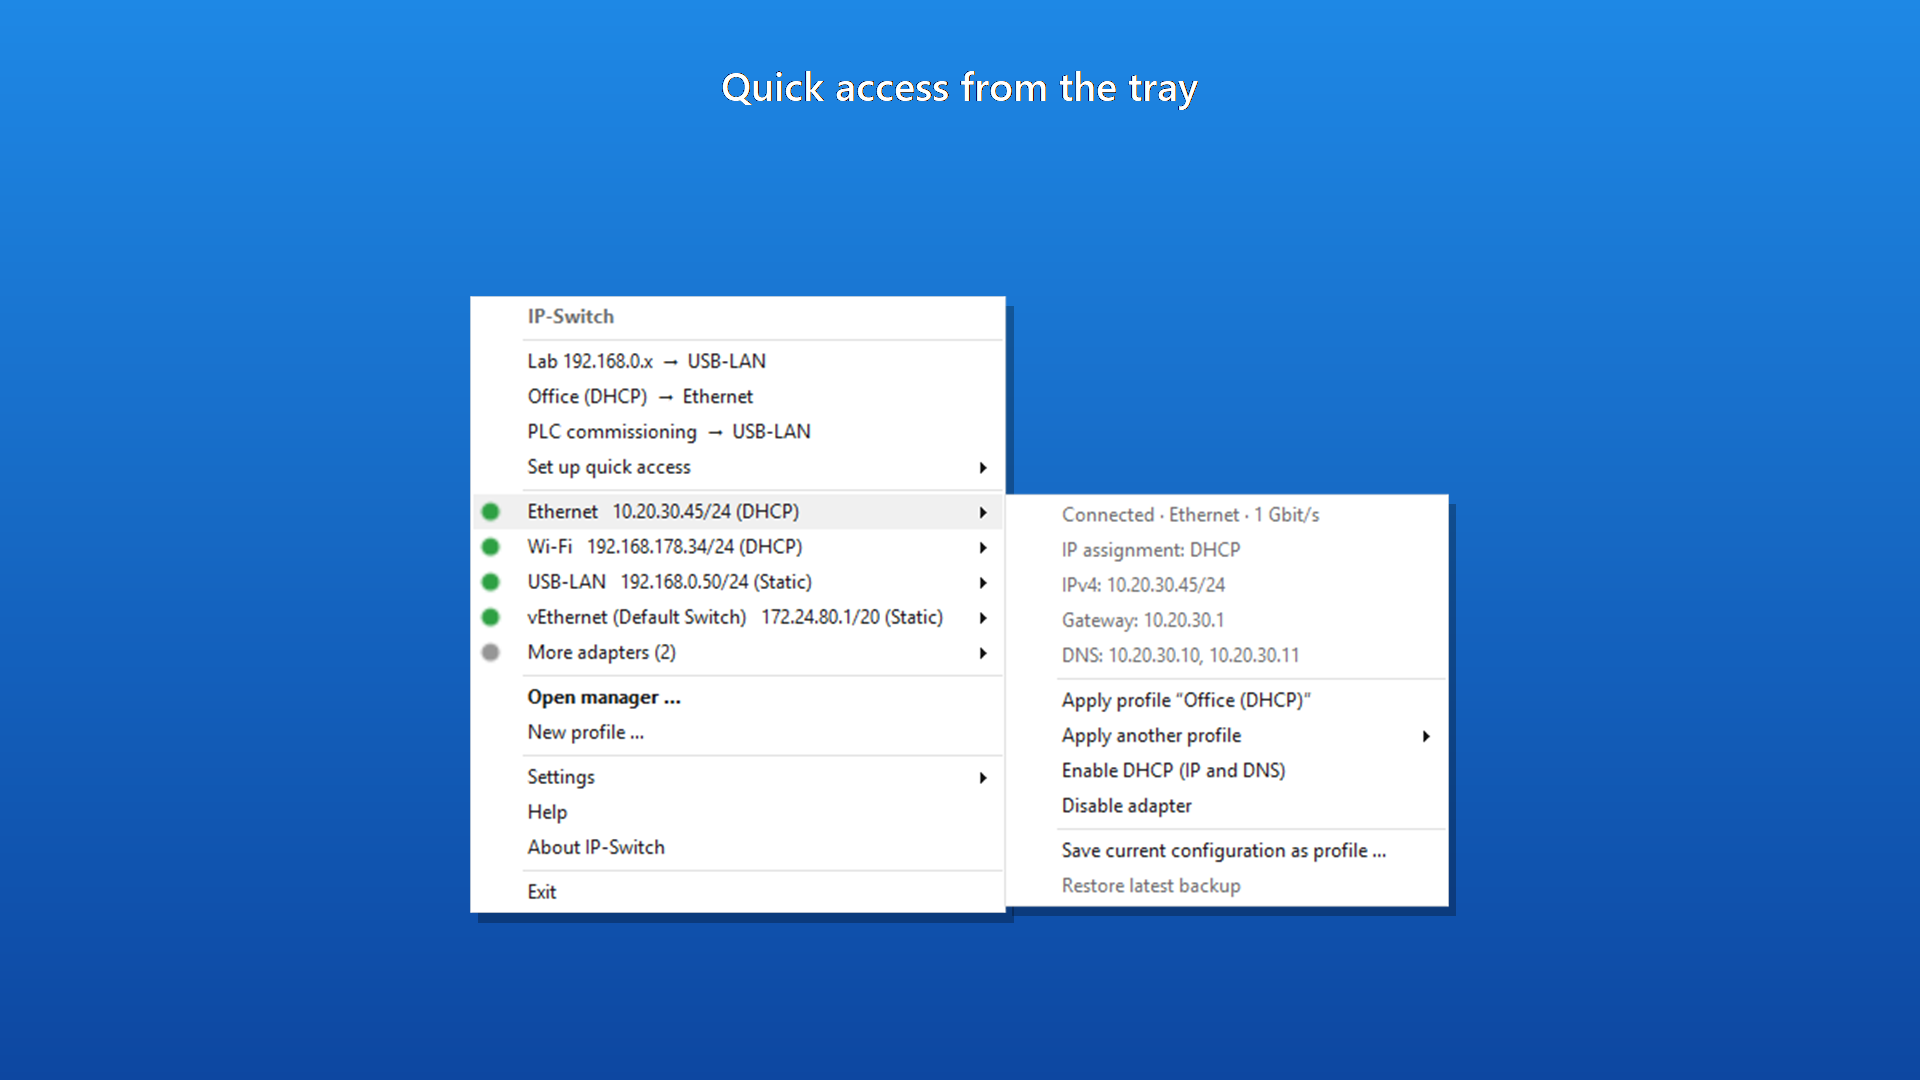 Quick access from the tray
IP-Switch
Lab 192.168.0.x → USB-LAN
Office (DHCP) → Ethernet
PLC commissioning → USB-LAN
Set up quick access
Ethernet 10.20.30.45/24 (DHCP)
Wi-Fi 192.168.178.34/24 (DHCP)
USB-LAN 192.168.0.50/24 (Static)
vEthernet (Default Switch) 172.24.80.1/20 (Static)
More adapters (2)
Open manager ...
New profile ...
Settings
Help
About IP-Switch
Exit
Connected · Ethernet · 1 Gbit/s
IP assignment: DHCP
IPv4: 10.20.30.45/24
Gateway: 10.20.30.1
DNS: 10.20.30.10, 10.20.30.11
Apply profile “Office (DHCP)”
Apply another profile
Enable DHCP (IP and DNS)
Disable adapter
Save current configuration as profile ...
Restore latest backup